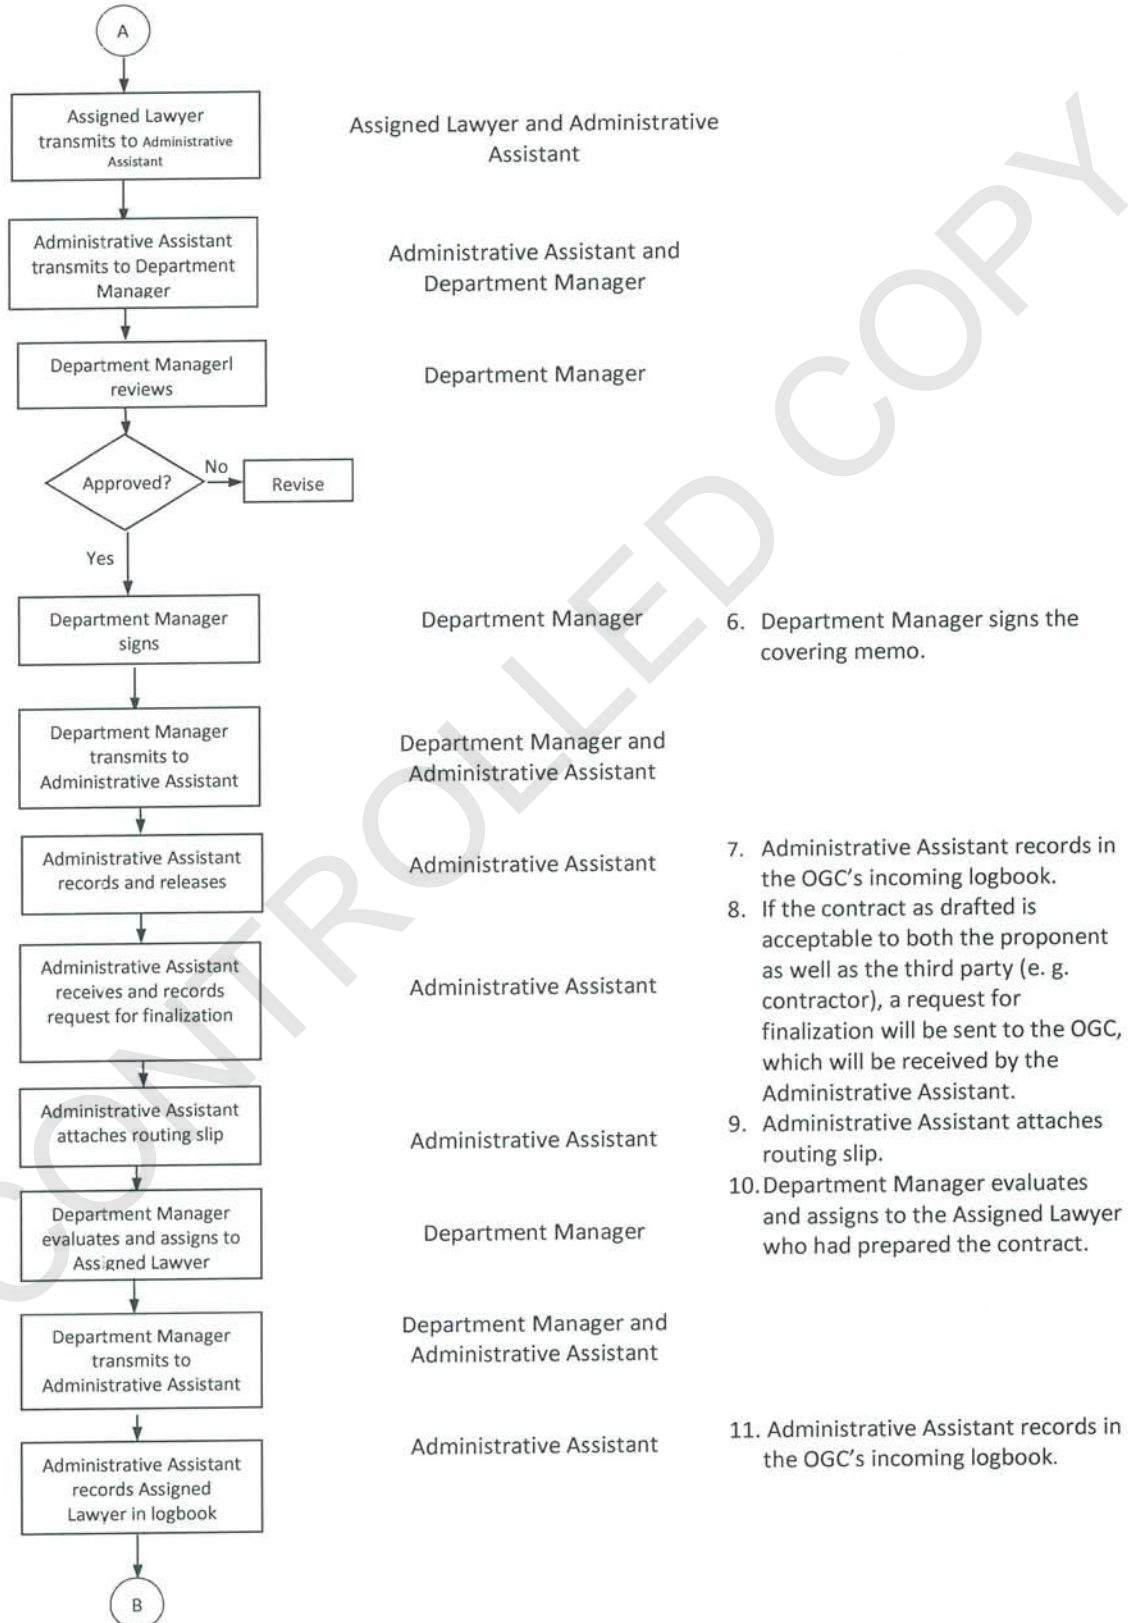 A
Assigned Lawyer
transmits to Administrative
Assistant
Assigned Lawyer and Administrative
Assistant
Administrative Assistant
transmits to Department
Manager
Administrative Assistant and
Department Manager
Department Managerl
reviews
Department Manager
Approved?
No
Revise
Yes
Department Manager
signs
Department Manager
6. Department Manager signs the
covering memo.
Department Manager
transmits to
Administrative Assistant
Department Manager and
Administrative Assistant
Administrative Assistant
records and releases
Administrative Assistant
7. Administrative Assistant records in
the OGC's incoming logbook.
8. If the contract as drafted is
acceptable to both the proponent
as well as the third party (e. g.
contractor), a request for
finalization will be sent to the OGC,
which will be received by the
Administrative Assistant.
Administrative Assistant
receives and records
request for finalization
Administrative Assistant
Administrative Assistant
attaches routing slip
Administrative Assistant
9. Administrative Assistant attaches
routing slip.
10. Department Manager evaluates
and assigns to the Assigned Lawyer
who had prepared the contract.
Department Manager
evaluates and assigns to
Assigned Lawyer
Department Manager
Department Manager
transmits to
Administrative Assistant
Department Manager and
Administrative Assistant
Administrative Assistant
records Assigned
Lawyer in logbook
Administrative Assistant
11. Administrative Assistant records in
the OGC's incoming logbook.
B
CONTROLLED COPY